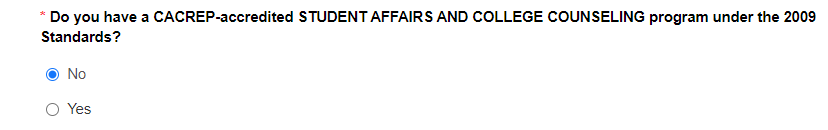 * Do you have a CACREP-accredited STUDENT AFFAIRS AND COLLEGE COUNSELING program under the 2009
Standards?
No
Yes